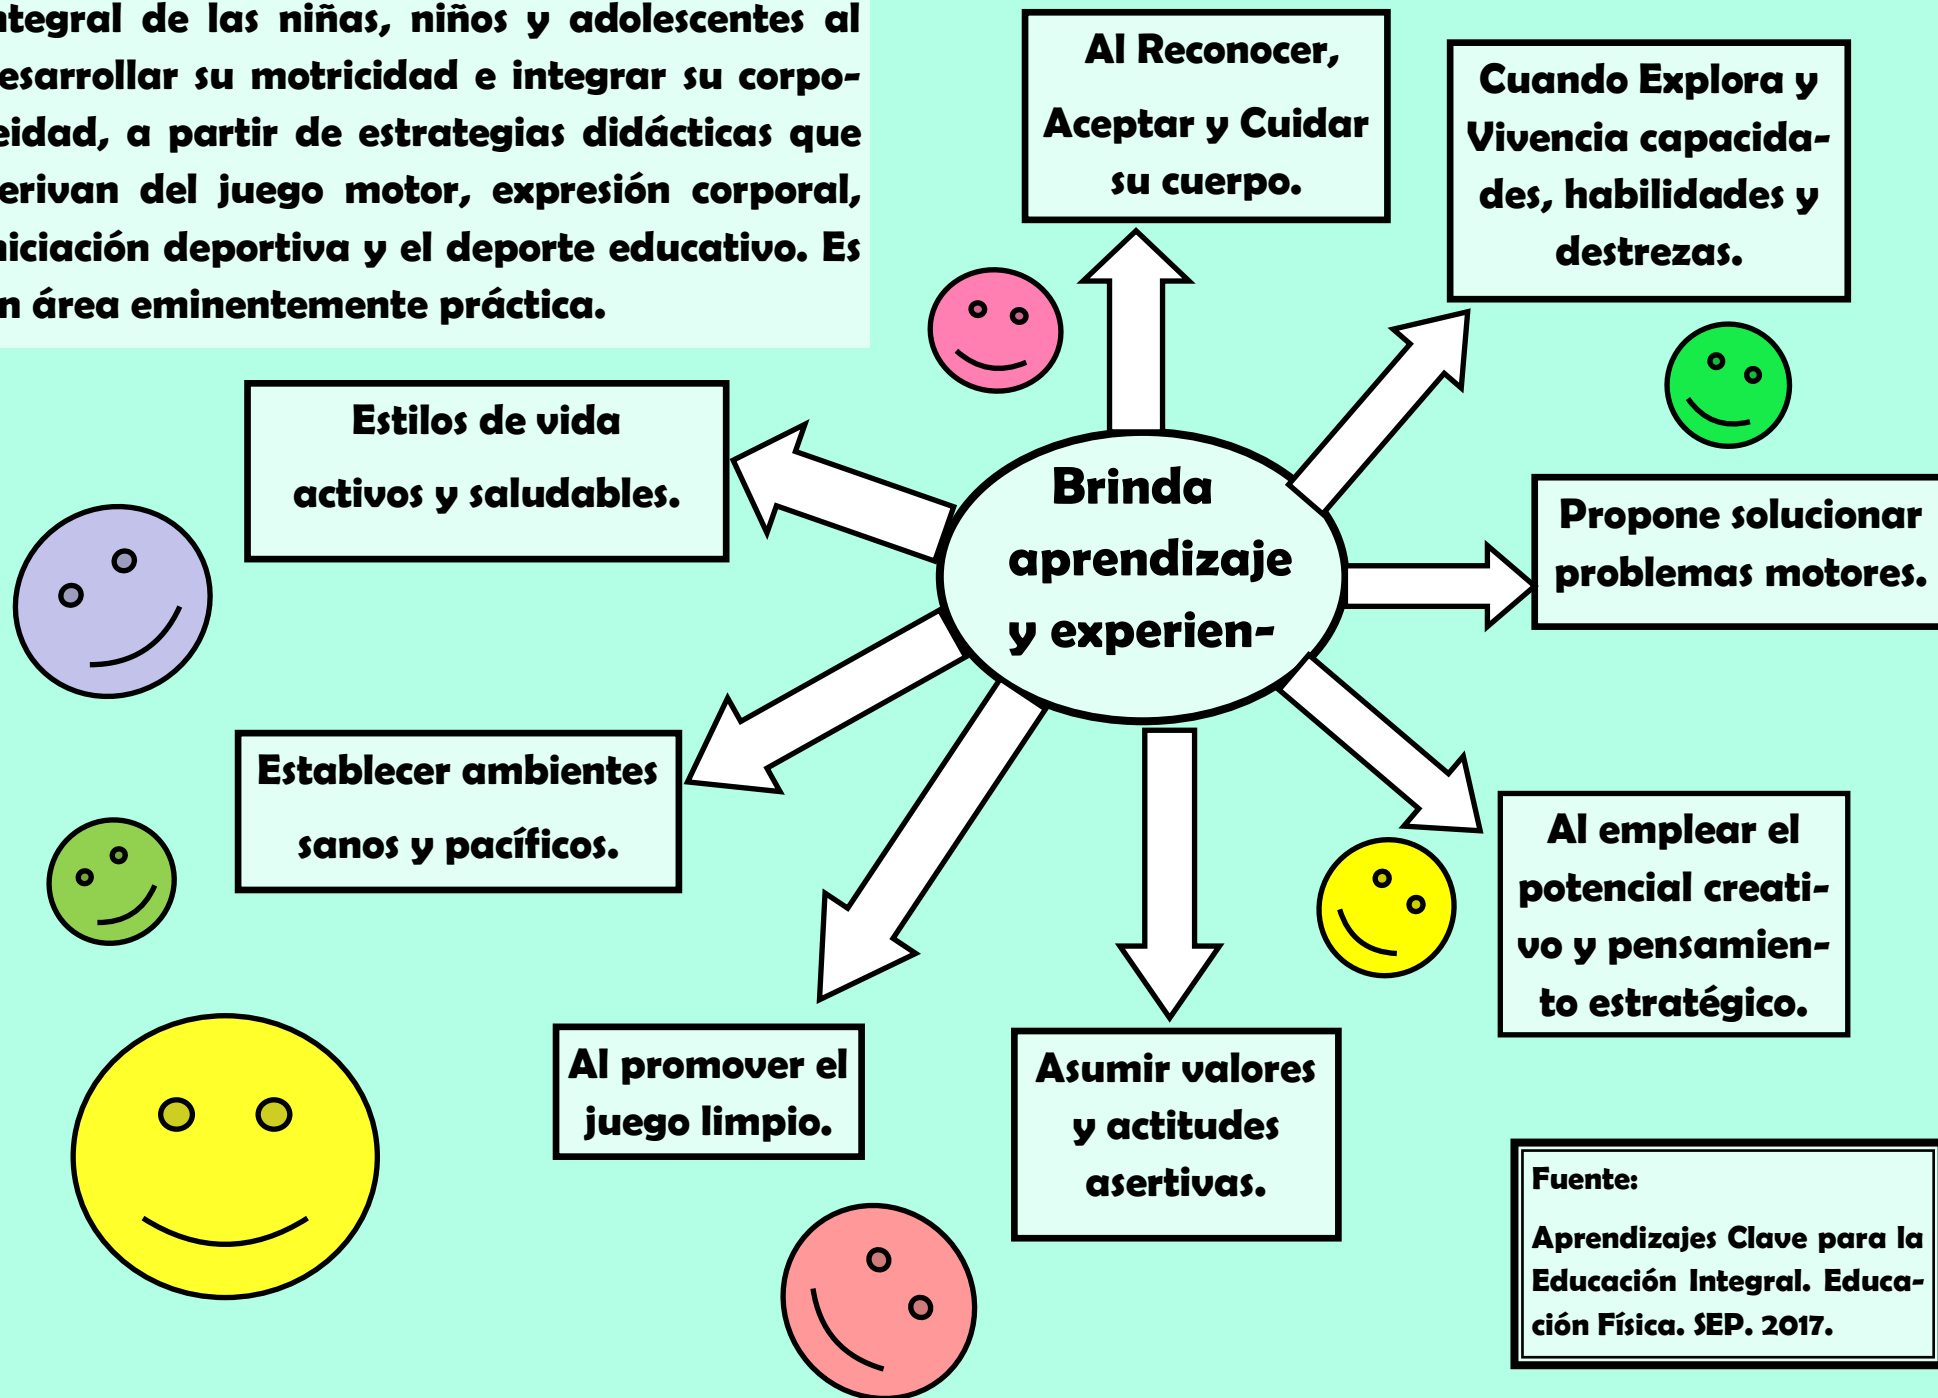 ntegral de las niñas, niños y adolescentes al
esarrollar su motricidad e integrar su corpo-
eidad, a partir de estrategias didácticas que
erivan del juego motor, expresión corporal,
niciación deportiva y el deporte educativo. Es
n área eminentemente práctica.
Al Reconocer,
Aceptar y Cuidar
su cuerpo.
Cuando Explora y
Vivencia capacida-
des, habilidades y
destrezas.
Estilos de vida
activos y saludables.
Brinda
aprendizaje
y experien-
Propone solucionar
problemas motores.
Establecer ambientes
sanos y pacíficos.
Al emplear el
potencial creati-
vo y pensamien-
to estratégico.
Al promover el
juego limpio.
Asumir valores
y actitudes
asertivas.
Fuente:
Aprendizajes Clave para la
Educación Integral. Educa-
ción Física. SEP. 2017.